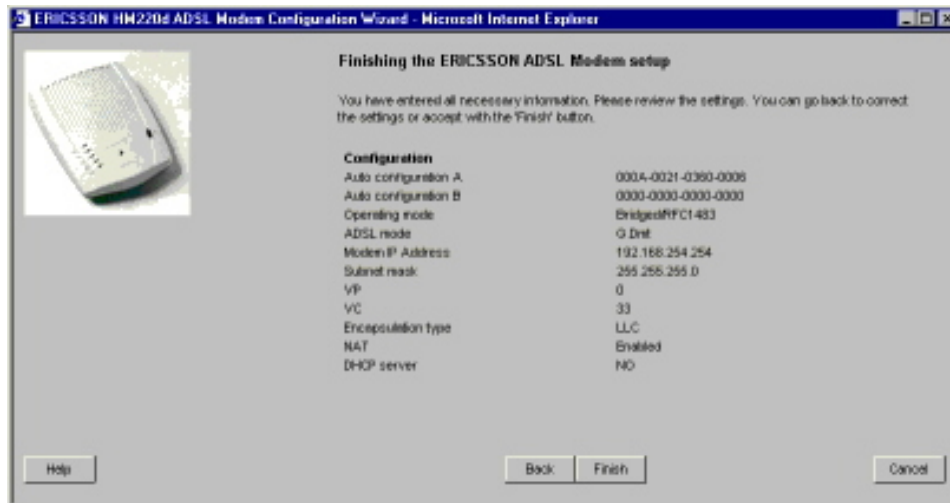 ERICSSON HM220d ADSL Modem Configuration Wizard - Microsoft Internet Explorer
Finishing the ERICSSON ADSL Modem setup
You have entered all necessary information. Please review the settings. You can go back to correct
the settings or accept with the 'Finish' button.
Configuration
Auto configuration A 000A-0021-0360-0006
Auto configuration B 0000-0000-0000-0000
Operating mode Bridged/RFC1483
ADSL mode G.Dmt
Modem IP Address 192.168.254.254
Subnet mask 255.255.255.0
VP 0
VC 33
Encapsulation type LLC
NAT Enabled
DHCP server NO
Help Back Finish Cancel